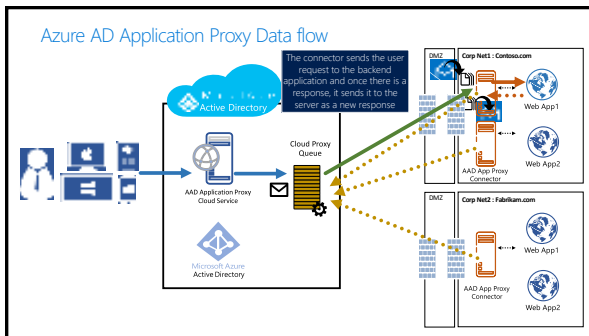 Azure AD Application Proxy Data flow
The connector sends the user
request to the backend
application and once there is a
response, it sends it to the
server as a new response
Active Directory
Cloud Proxy
Queue
AAD Application Proxy
Cloud Service
Microsoft Azure
Active Directory
DMZ
Corp Net1 : Contoso.com
Web App1
Web App2
AAD App Proxy
Connector
DMZ
Corp Net2 : Fabrikam.com
Web App1
AAD App Proxy
Connector
Web App2